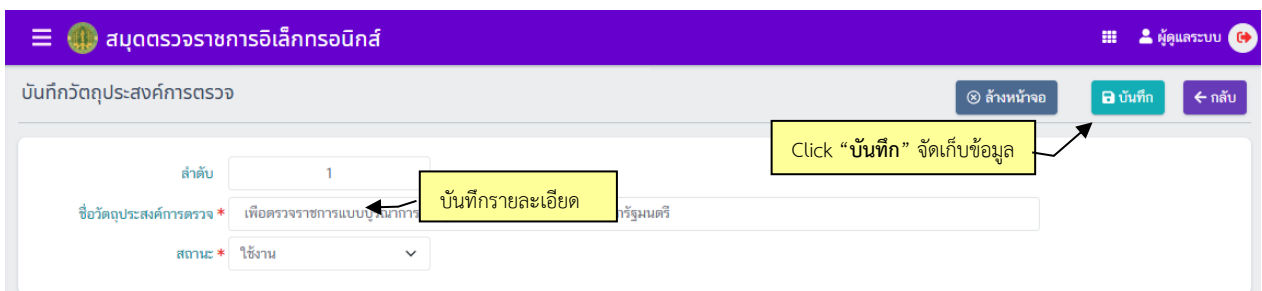 สมุดตรวจราชการอิเล็กทรอนิกส์ ผู้ดูแลระบบ
บันทึกวัตถุประสงค์การตรวจ ล้างหน้าจอ บันทึก กลับ
Click “บันทึก” จัดเก็บข้อมูล
ลำดับ 1
บันทึกรายละเอียด
ชื่อวัตถุประสงค์การตรวจ * เพื่อตรวจราชการแบบบูรณาการ กรัฐมนตรี
สถานะ * ใช้งาน